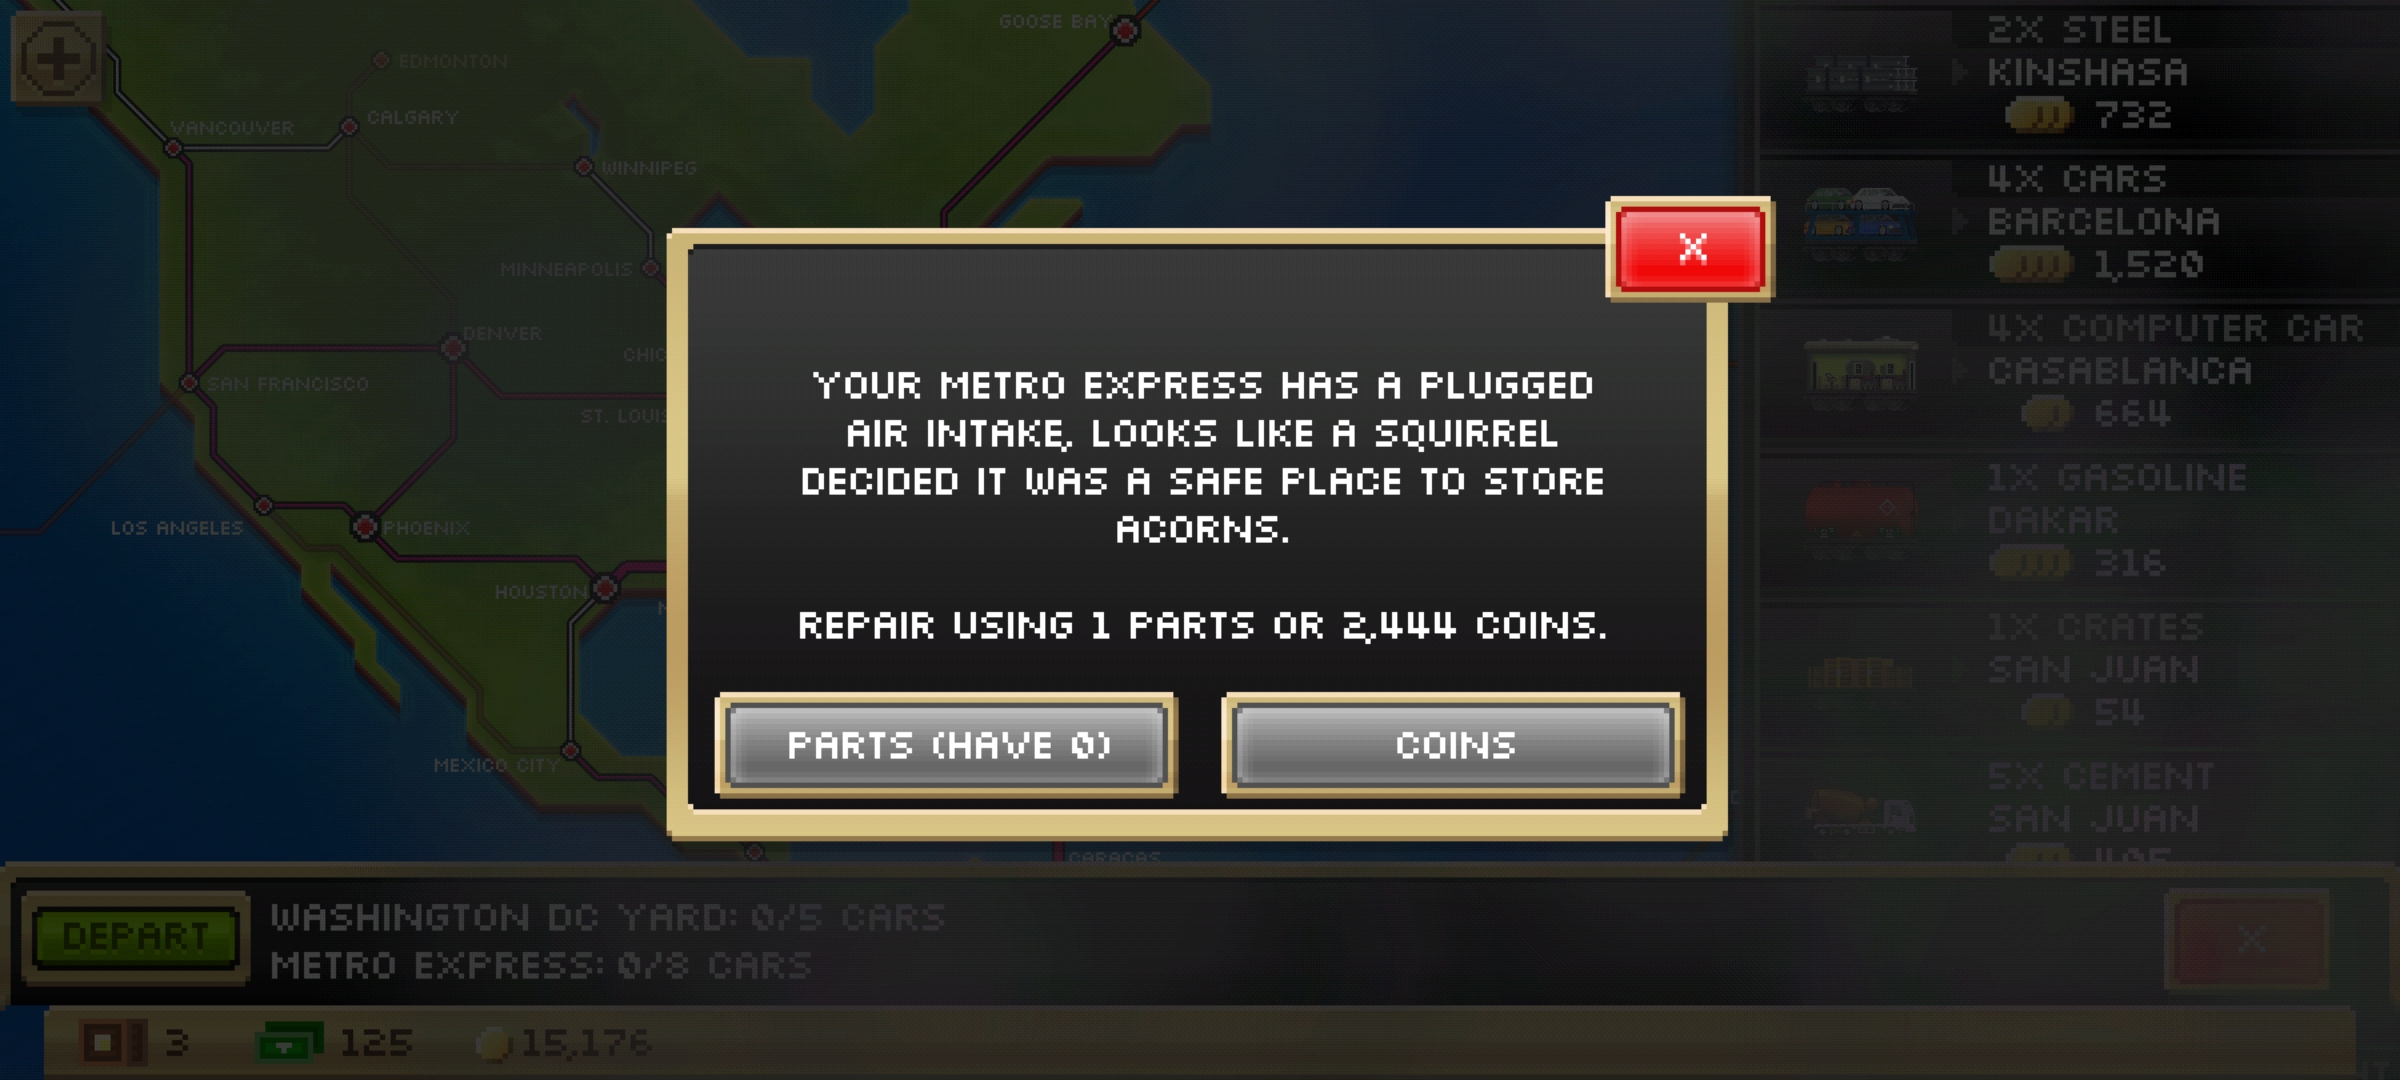 GOOSE BAY
EDMONTON
CALGARY
VANCOUVER
WINNIPEG
MINNEAPOLIS
DENVER
CHIC
SAN FRANCISCO
ST. LOUIS
LOS ANGELES
PHOENIX
HOUSTON
MEXICO CITY
CARACAS
2X STEEL
KINSHASA
732
4X CARS
BARCELONA
1,520
4X COMPUTER CAR
CASABLANCA
664
1X GASOLINE
DAKAR
316
1X CRATES
SAN JUAN
54
5X CEMENT
SAN JUAN
X
YOUR METRO EXPRESS HAS A PLUGGED
AIR INTAKE, LOOKS LIKE A SQUIRREL
DECIDED IT WAS A SAFE PLACE TO STORE
ACORNS.
REPAIR USING 1 PARTS OR 2,444 COINS.
PARTS (HAVE 0)
COINS
DEPART
WASHINGTON DC YARD: 0/5 CARS
METRO EXPRESS: 0/8 CARS
X
3
125
15,176